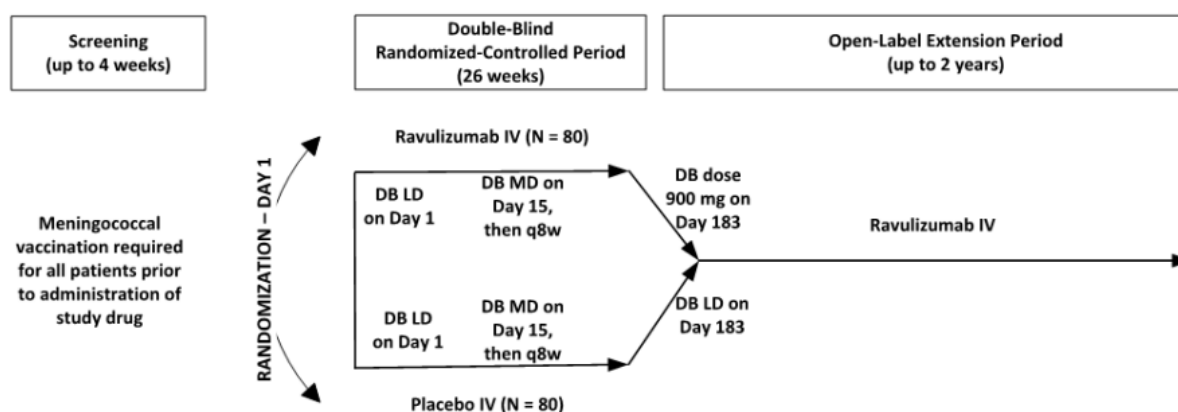 Screening
(up to 4 weeks)
Double-Blind
Randomized-Controlled Period
(26 weeks)
Open-Label Extension Period
(up to 2 years)
Meningococcal
vaccination required
for all patients prior
to administration of
study drug
RANDOMIZATION – DAY 1
Ravulizumab IV (N = 80)
DB LD
on Day 1
DB MD on
Day 15,
then q8w
DB dose
900 mg on
Day 183
Ravulizumab IV
DB LD
on Day 1
DB MD on
Day 15,
then q8w
DB LD on
Day 183
Placebo IV (N = 80)